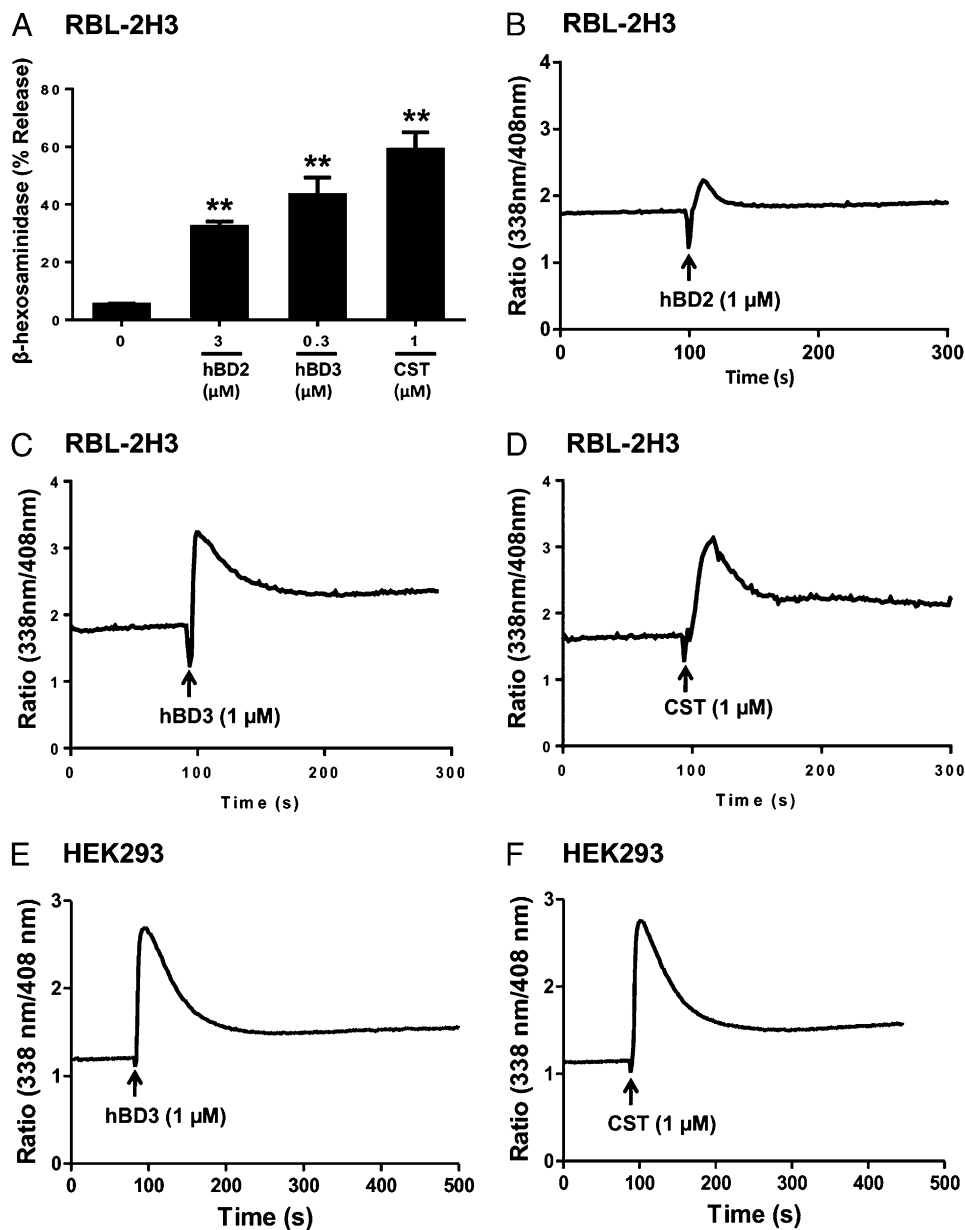 A RBL-2H3
β-hexosaminidase (% Release)
80
60
40
20
0
**
**
**
0 3 0.3 1
hBD2 hBD3 CST
(µM) (µM) (µM)
B RBL-2H3
Ratio (338nm/408nm)
4
3
2
1
0
hBD2 (1 µM)
0 100 200 300
Time (s)
C RBL-2H3
Ratio (338nm/408nm)
4
3
2
1
0
hBD3 (1 µM)
0 100 200 300
Time (s)
D RBL-2H3
Ratio (338nm/408nm)
4
3
2
1
0
CST (1 µM)
0 100 200 300
Time (s)
E HEK293
Ratio (338 nm/408 nm)
3
2
1
0
hBD3 (1 µM)
0 100 200 300 400 500
Time (s)
F HEK293
Ratio (338 nm/408 nm)
3
2
1
0
CST (1 µM)
0 100 200 300 400 500
Time (s)